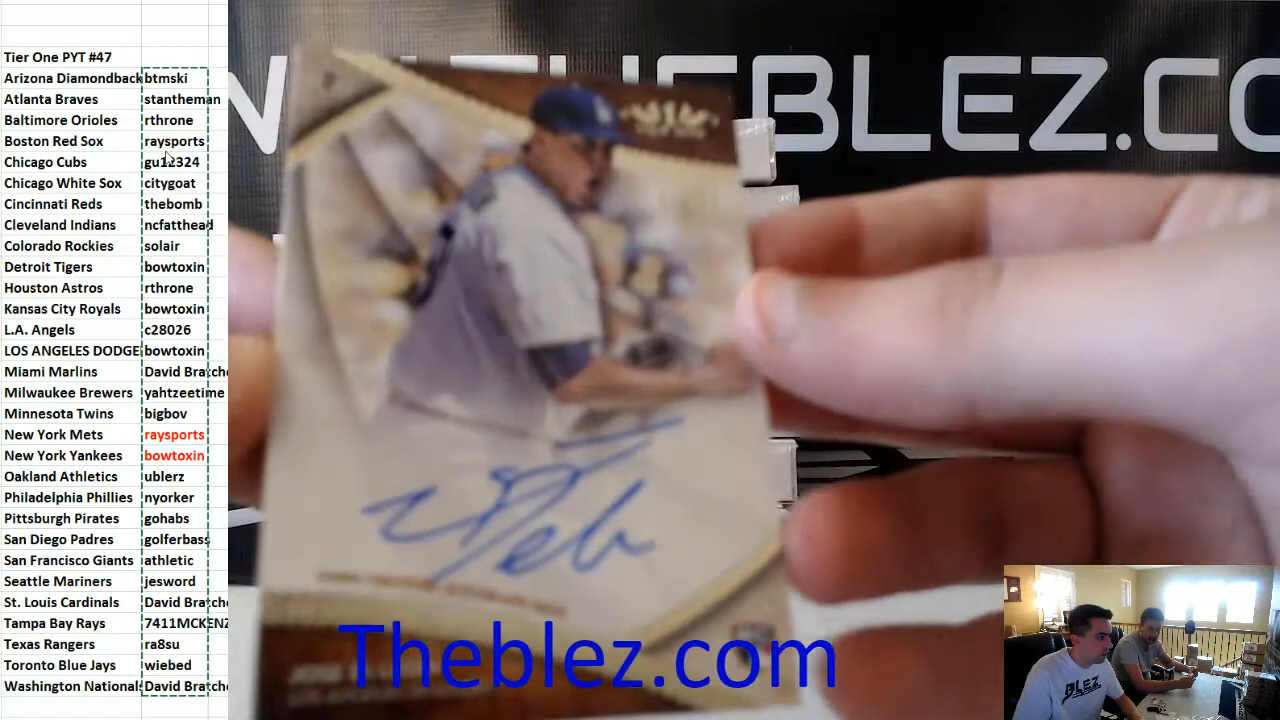 Tier One PYT #47
Arizona Diamondback btmski
Atlanta Braves stantheman
Baltimore Orioles rthrone
Boston Red Sox raysports
Chicago Cubs gu12324
Chicago White Sox citygoat
Cincinnati Reds thebomb
Cleveland Indians ncfatthead
Colorado Rockies solair
Detroit Tigers bowtoxin
Houston Astros rthrone
Kansas City Royals bowtoxin
L.A. Angels c28026
LOS ANGELES DODGE bowtoxin
Miami Marlins David Bratche
Milwaukee Brewers yahtzeetime
Minnesota Twins bigbov
New York Mets raysports
New York Yankees bowtoxin
Oakland Athletics ublerz
Philadelphia Phillies nyorker
Pittsburgh Pirates gohabs
San Diego Padres golferbass
San Francisco Giants athletic
Seattle Mariners jesword
St. Louis Cardinals David Bratche
Tampa Bay Rays 7411MCKENZ
Texas Rangers ra8su
Toronto Blue Jays wiebed
Washington Nationals David Bratche
BLEZ.CO
Theblez.com
BLEZ